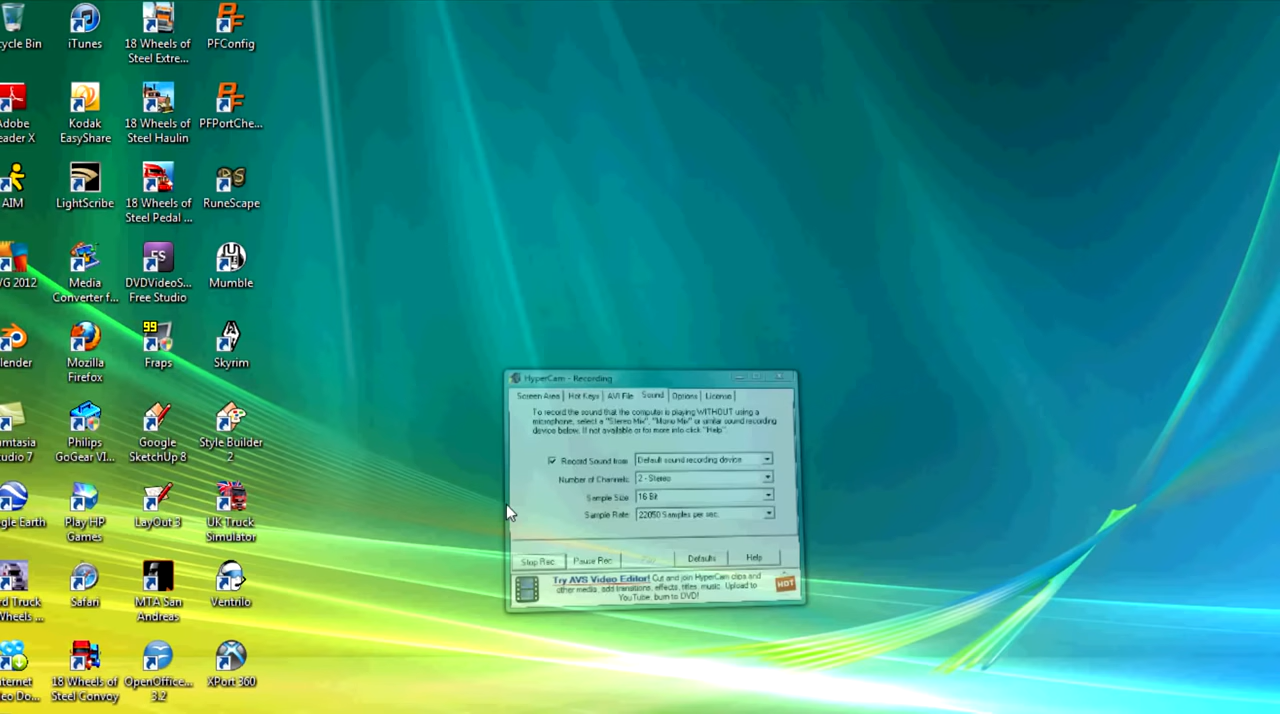 cycle Bin
iTunes
18 Wheels of
Steel Extre...
PFConfig
Adobe
eader X
Kodak
EasyShare
18 Wheels of
Steel Haulin
PFPortChe...
AIM
LightScribe
18 Wheels of
Steel Pedal ...
RuneScape
VG 2012
Media
Converter f...
DVDVideoS...
Free Studio
Mumble
lender
Mozilla
Firefox
99
Fraps
Skyrim
amtasia
tudio 7
Philips
GoGear VI...
Google
SketchUp 8
Style Builder
2
gle Earth
Play HP
Games
LayOut 3
UK Truck
Simulator
rd Truck
Wheels ...
Safari
MTA San
Andreas
Ventrilo
nternet
eo Do...
18 Wheels of
Steel Convoy
OpenOffice...
3.2
XPort 360
HyperCam - Recording
Screen Area Hot Keys AVI File Sound Options License
To record the sound that the computer is playing WITHOUT using a
microphone, select a "Stereo Mix", "Mono Mix" or similar sound recording
device below. If not available or for more info click "Help".
Record Sound from Default sound recording device
Number of Channels: 2 - Stereo
Sample Size: 16 Bit
Sample Rate: 22050 Samples per sec.
Stop Rec. Pause Rec. Play Defaults Help
Try AVS Video Editor! Cut and join HyperCam clips and
other media, add transitions, effects, titles, music. Upload to
YouTube, burn to DVD!
HOT